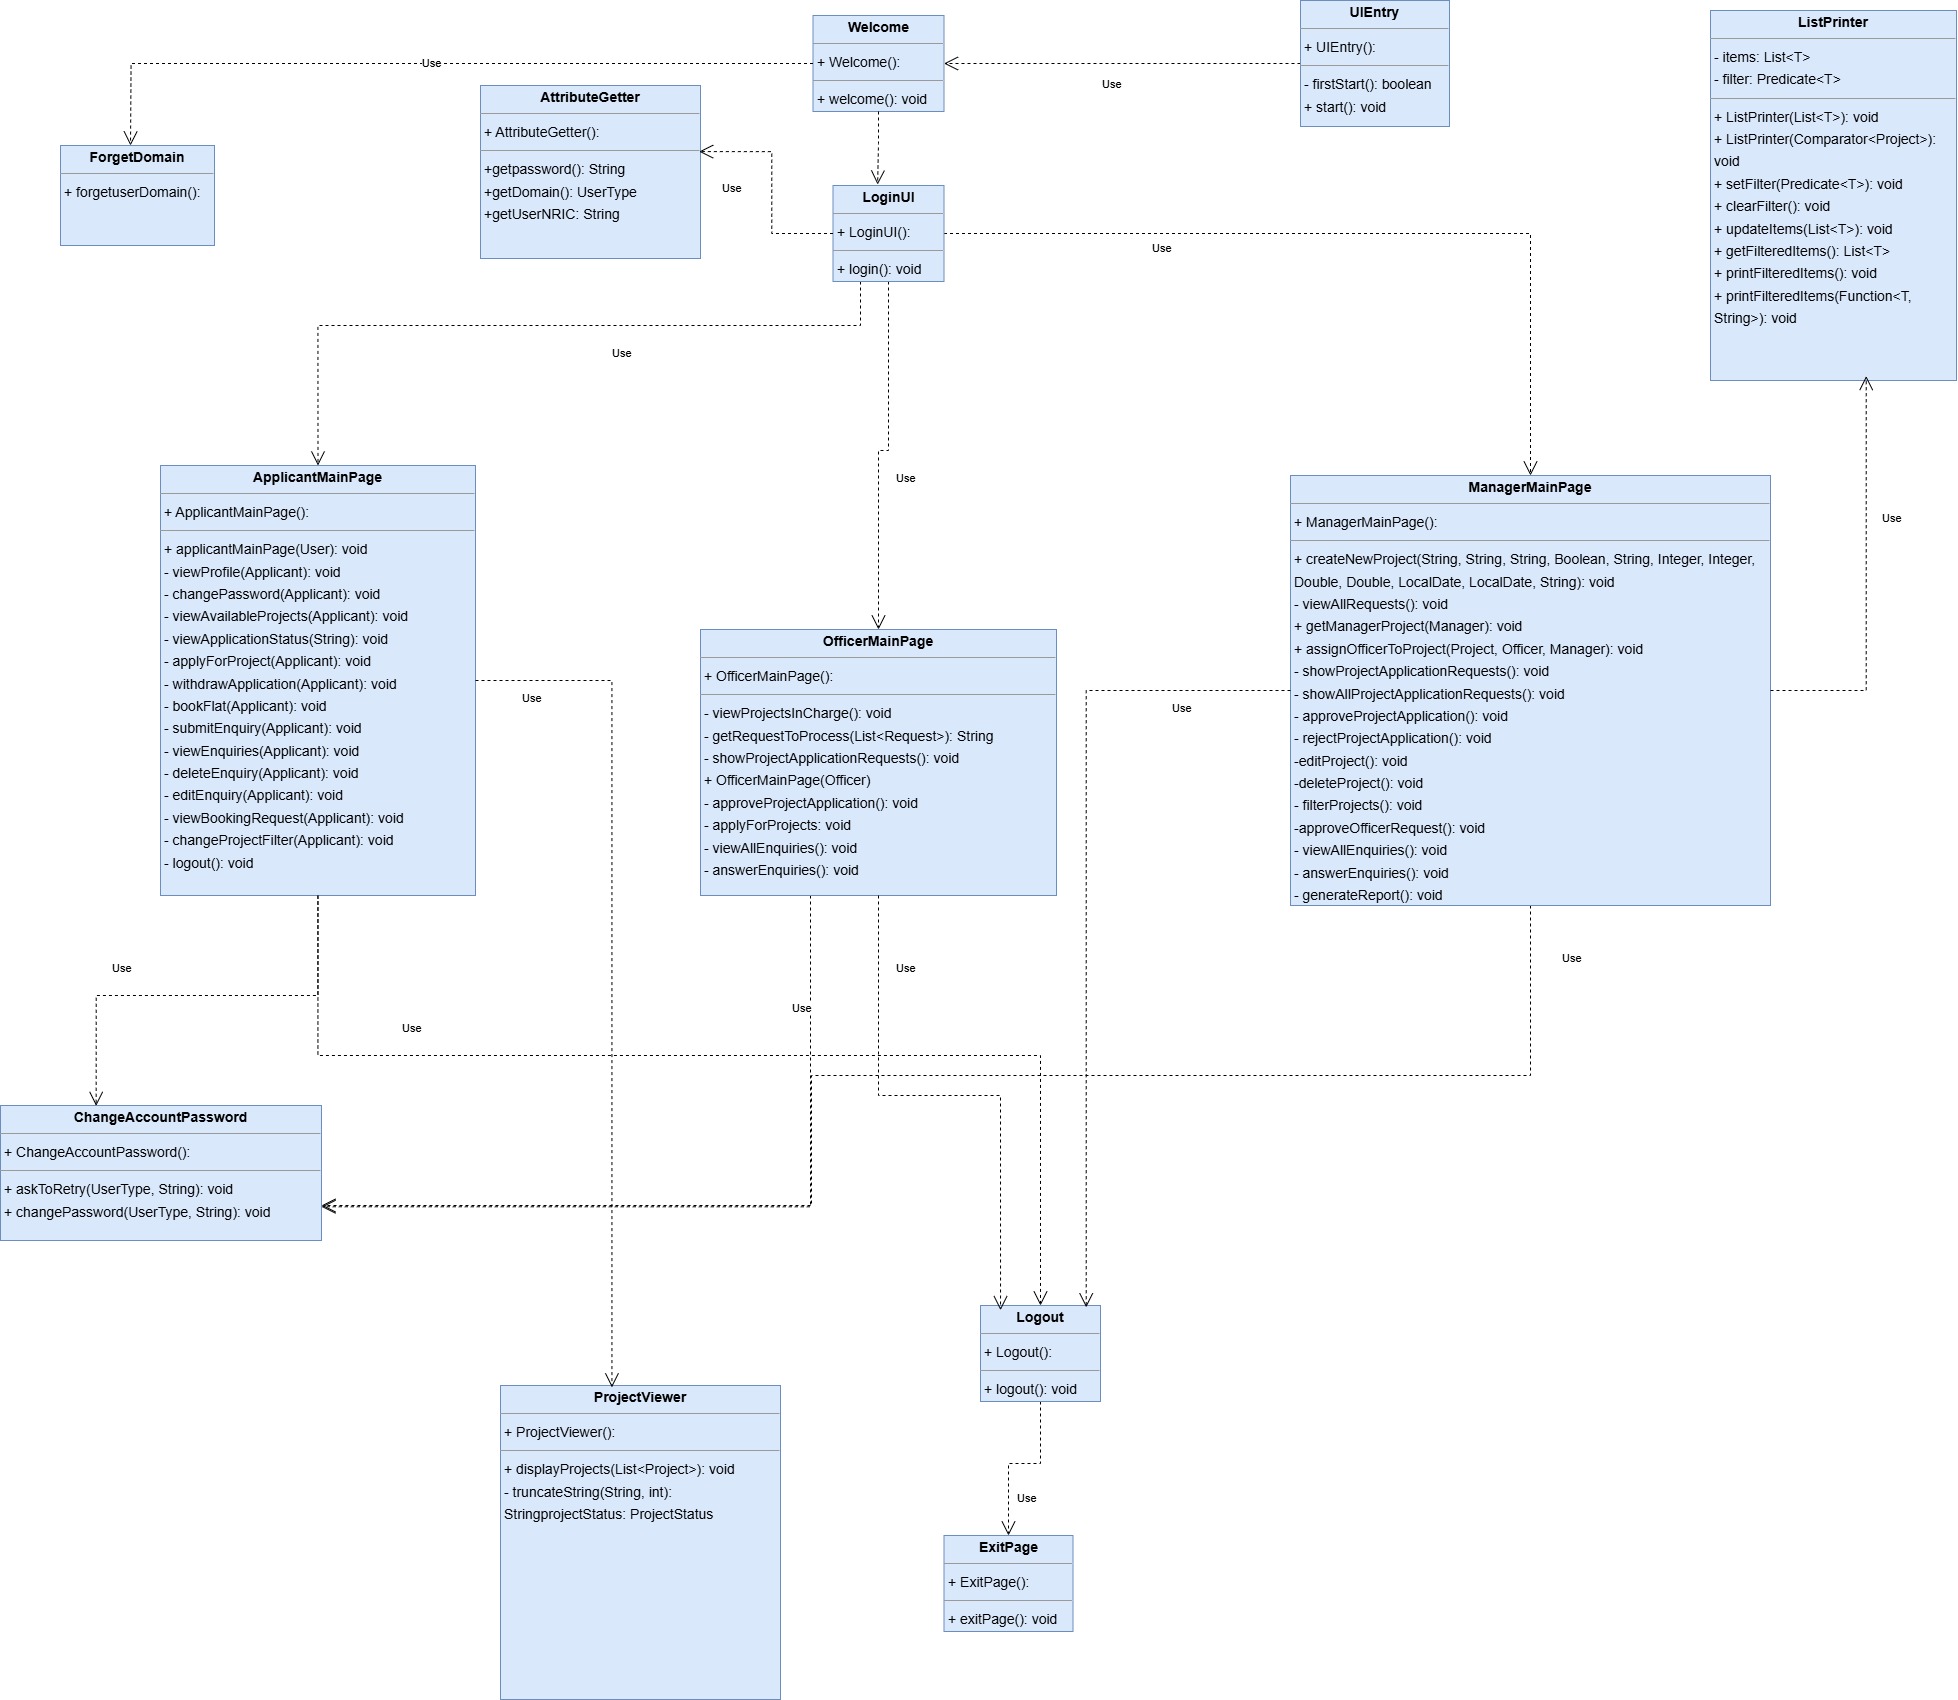 Welcome
+ Welcome():
+ welcome(): void
UIEntry
+ UIEntry():
- firstStart(): boolean
+ start(): void
ListPrinter
- items: List<T>
- filter: Predicate<T>
+ ListPrinter(List<T>): void
+ ListPrinter(Comparator<Project>):
void
+ setFilter(Predicate<T>): void
+ clearFilter(): void
+ updateItems(List<T>): void
+ getFilteredItems(): List<T>
+ printFilteredItems(): void
+ printFilteredItems(Function<T,
String>): void
Use
Use
AttributeGetter
+ AttributeGetter():
+getpassword(): String
+getDomain(): UserType
+getUserNRIC: String
ForgetDomain
+ forgetuserDomain():
Use
LoginUI
+ LoginUI():
+ login(): void
Use
Use
Use
Use
ApplicantMainPage
+ ApplicantMainPage():
+ applicantMainPage(User): void
- viewProfile(Applicant): void
- changePassword(Applicant): void
- viewAvailableProjects(Applicant): void
- viewApplicationStatus(String): void
- applyForProject(Applicant): void
- withdrawApplication(Applicant): void
- bookFlat(Applicant): void
- submitEnquiry(Applicant): void
- viewEnquiries(Applicant): void
- deleteEnquiry(Applicant): void
- editEnquiry(Applicant): void
- viewBookingRequest(Applicant): void
- changeProjectFilter(Applicant): void
- logout(): void
Use
OfficerMainPage
+ OfficerMainPage():
- viewProjectsInCharge(): void
- getRequestToProcess(List<Request>): String
- showProjectApplicationRequests(): void
+ OfficerMainPage(Officer)
- approveProjectApplication(): void
- applyForProjects: void
- viewAllEnquiries(): void
- answerEnquiries(): void
Use
ManagerMainPage
+ ManagerMainPage():
+ createNewProject(String, String, String, Boolean, String, Integer, Integer,
Double, Double, LocalDate, LocalDate, String): void
- viewAllRequests(): void
+ getManagerProject(Manager): void
+ assignOfficerToProject(Project, Officer, Manager): void
- showProjectApplicationRequests(): void
- showAllProjectApplicationRequests(): void
- approveProjectApplication(): void
- rejectProjectApplication(): void
-editProject(): void
-deleteProject(): void
- filterProjects(): void
-approveOfficerRequest(): void
- viewAllEnquiries(): void
- answerEnquiries(): void
- generateReport(): void
Use
Use
Use
Use
Use
Use
ChangeAccountPassword
+ ChangeAccountPassword():
+ askToRetry(UserType, String): void
+ changePassword(UserType, String): void
Logout
+ Logout():
+ logout(): void
ProjectViewer
+ ProjectViewer():
+ displayProjects(List<Project>): void
- truncateString(String, int):
StringprojectStatus: ProjectStatus
Use
ExitPage
+ ExitPage():
+ exitPage(): void